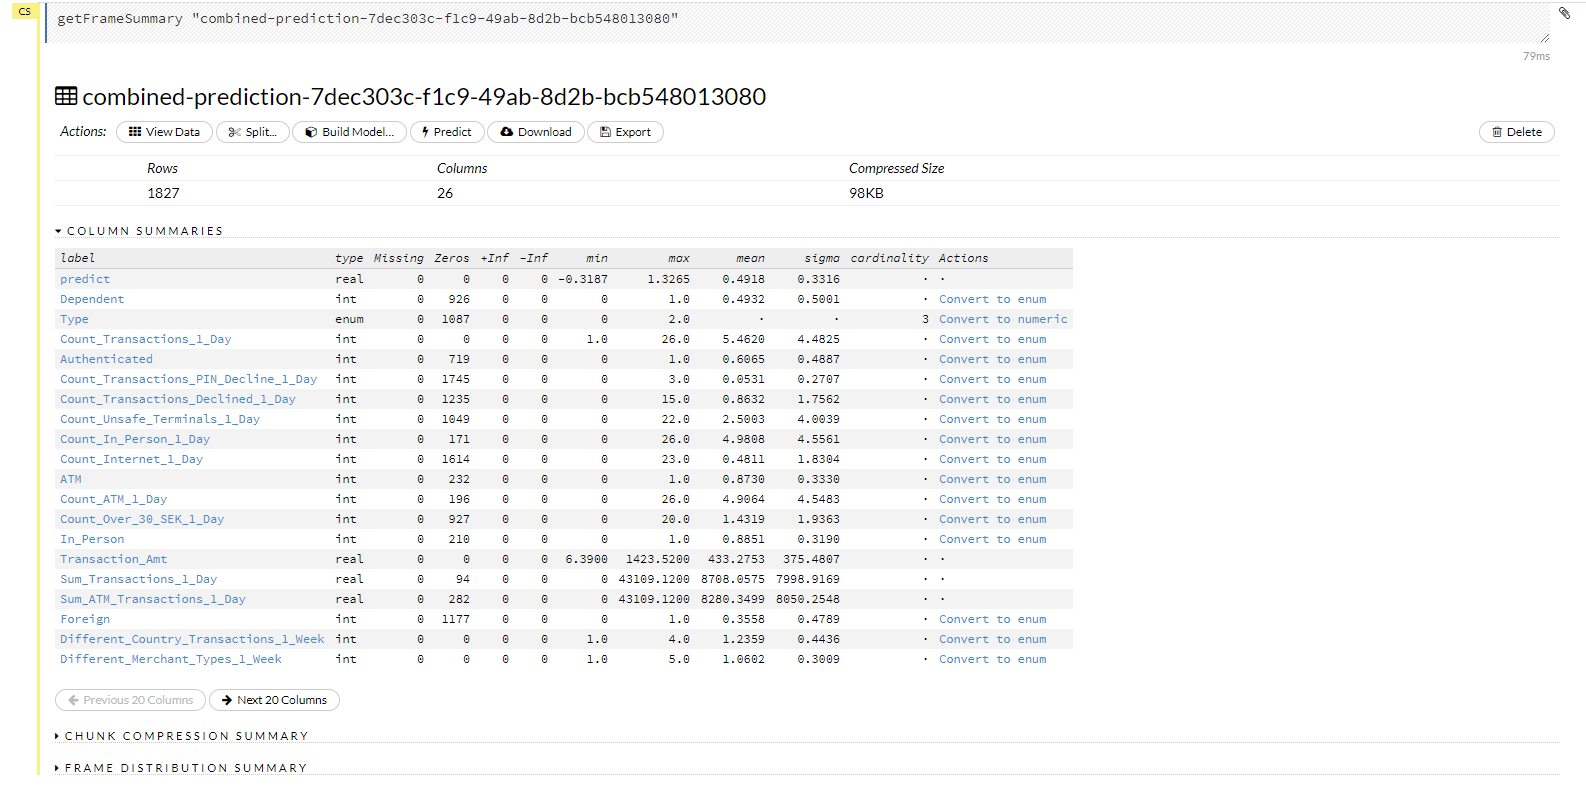 CS
getFrameSummary "combined-prediction-7dec303c-f1c9-49ab-8d2b-bcb548013080"
79ms
combined-prediction-7dec303c-f1c9-49ab-8d2b-bcb548013080
Actions: View Data Split... Build Model... Predict Download Export Delete
Rows Columns Compressed Size
1827 26 98KB
COLUMN SUMMARIES
label type Missing Zeros +Inf -Inf min max mean sigma cardinality Actions
predict real 0 0 0 0 -0.3187 1.3265 0.4918 0.3316 · ·
Dependent int 0 926 0 0 0 1.0 0.4932 0.5001 · Convert to enum
Type enum 0 1087 0 0 0 2.0 · · 3 Convert to numeric
Count_Transactions_1_Day int 0 0 0 0 1.0 26.0 5.4620 4.4825 · Convert to enum
Authenticated int 0 719 0 0 0 1.0 0.6065 0.4887 · Convert to enum
Count_Transactions_PIN_Decline_1_Day int 0 1745 0 0 0 3.0 0.0531 0.2707 · Convert to enum
Count_Transactions_Declined_1_Day int 0 1235 0 0 0 15.0 0.8632 1.7562 · Convert to enum
Count_Unsafe_Terminals_1_Day int 0 1049 0 0 0 22.0 2.5003 4.0039 · Convert to enum
Count_In_Person_1_Day int 0 171 0 0 0 26.0 4.9808 4.5561 · Convert to enum
Count_Internet_1_Day int 0 1614 0 0 0 23.0 0.4811 1.8304 · Convert to enum
ATM int 0 232 0 0 0 1.0 0.8730 0.3330 · Convert to enum
Count_ATM_1_Day int 0 196 0 0 0 26.0 4.9064 4.5483 · Convert to enum
Count_Over_30_SEK_1_Day int 0 927 0 0 0 20.0 1.4319 1.9363 · Convert to enum
In_Person int 0 210 0 0 0 1.0 0.8851 0.3190 · Convert to enum
Transaction_Amt real 0 0 0 0 6.3900 1423.5200 433.2753 375.4807 · ·
Sum_Transactions_1_Day real 0 94 0 0 0 43109.1200 8708.0575 7998.9169 · ·
Sum_ATM_Transactions_1_Day real 0 282 0 0 0 43109.1200 8280.3499 8050.2548 · ·
Foreign int 0 1177 0 0 0 1.0 0.3558 0.4789 · Convert to enum
Different_Country_Transactions_1_Week int 0 0 0 0 1.0 4.0 1.2359 0.4436 · Convert to enum
Different_Merchant_Types_1_Week int 0 0 0 0 1.0 5.0 1.0602 0.3009 · Convert to enum
Previous 20 Columns Next 20 Columns
CHUNK COMPRESSION SUMMARY
FRAME DISTRIBUTION SUMMARY